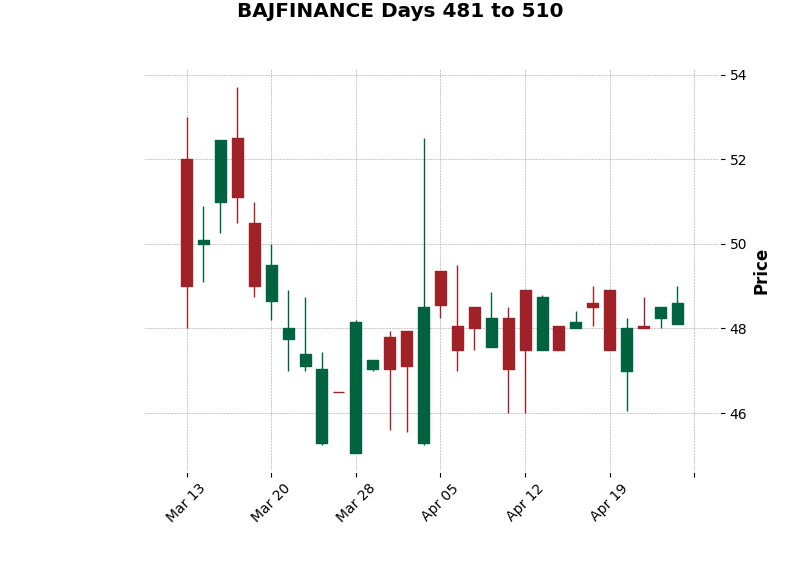 BAJFINANCE Days 481 to 510
54
52
50
48
46
Price
Mar 13
Mar 20
Mar 28
Apr 05
Apr 12
Apr 19